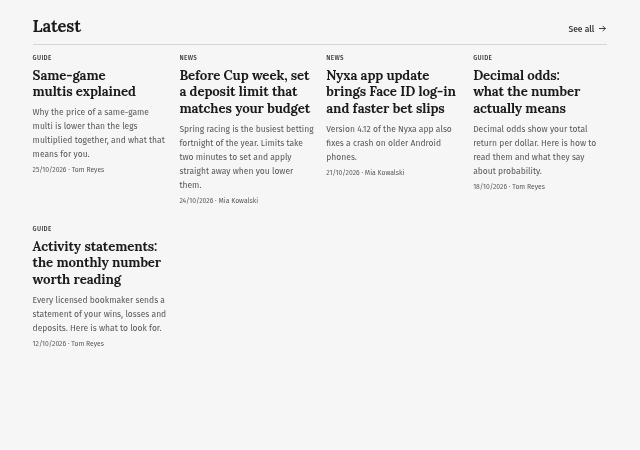 Latest
See all →
GUIDE
Same-game
multis explained
Why the price of a same-game
multi is lower than the legs
multiplied together, and what that
means for you.
25/10/2026 · Tom Reyes
NEWS
Before Cup week, set
a deposit limit that
matches your budget
Spring racing is the busiest betting
fortnight of the year. Limits take
two minutes to set and apply
straight away when you lower
them.
24/10/2026 · Mia Kowalski
NEWS
Nyxa app update
brings Face ID log-in
and faster bet slips
Version 4.12 of the Nyxa app also
fixes a crash on older Android
phones.
21/10/2026 · Mia Kowalski
GUIDE
Decimal odds:
what the number
actually means
Decimal odds show your total
return per dollar. Here is how to
read them and what they say
about probability.
18/10/2026 · Tom Reyes
GUIDE
Activity statements:
the monthly number
worth reading
Every licensed bookmaker sends a
statement of your wins, losses and
deposits. Here is what to look for.
12/10/2026 · Tom Reyes